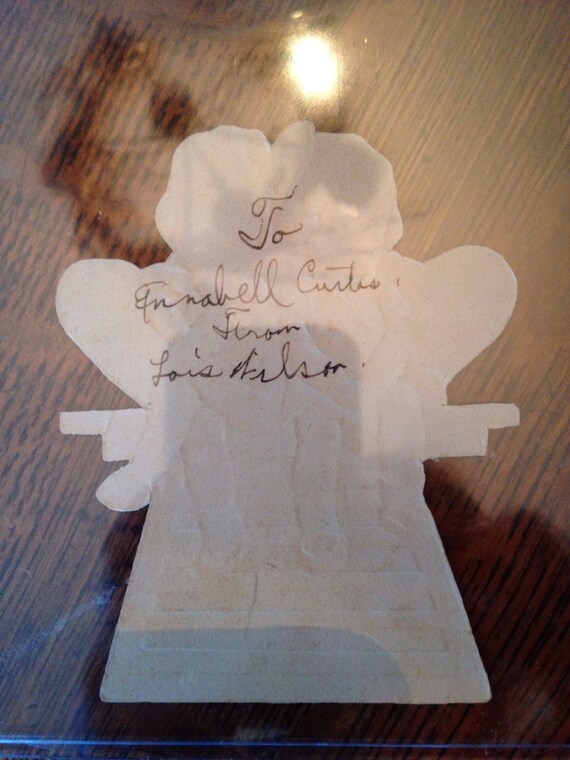 To
Annabell Curtis.
From
Lois Wilson.